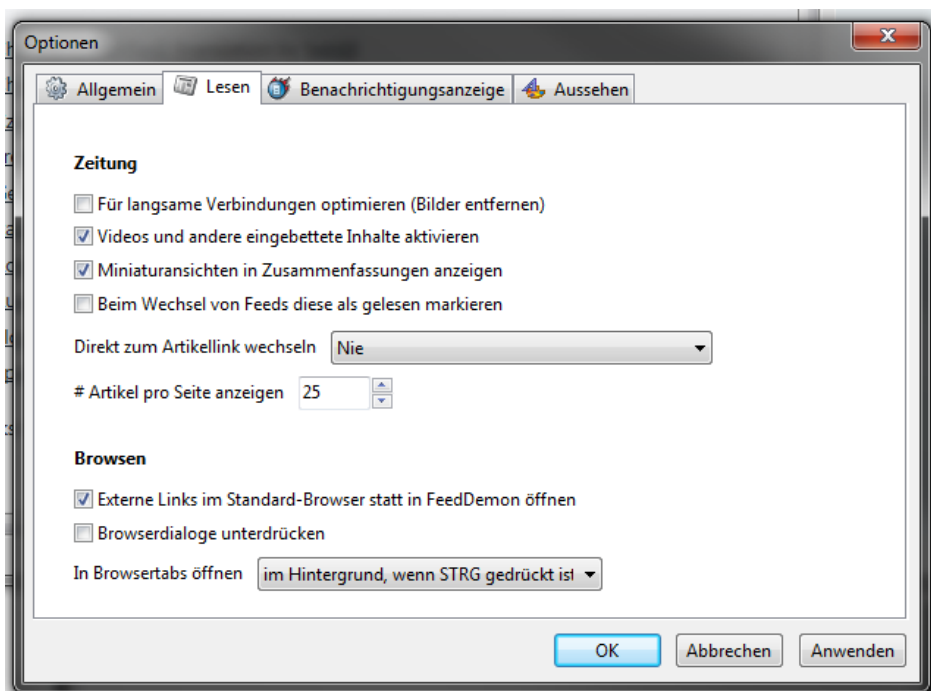 Optionen
Allgemein Lesen Benachrichtigungsanzeige Aussehen
Zeitung
Für langsame Verbindungen optimieren (Bilder entfernen)
Videos und andere eingebettete Inhalte aktivieren
Miniaturansichten in Zusammenfassungen anzeigen
Beim Wechsel von Feeds diese als gelesen markieren
Direkt zum Artikellink wechseln Nie
# Artikel pro Seite anzeigen 25
Browsen
Externe Links im Standard-Browser statt in FeedDemon öffnen
Browserdialoge unterdrücken
In Browsertabs öffnen im Hintergrund, wenn STRG gedrückt ist
OK Abbrechen Anwenden